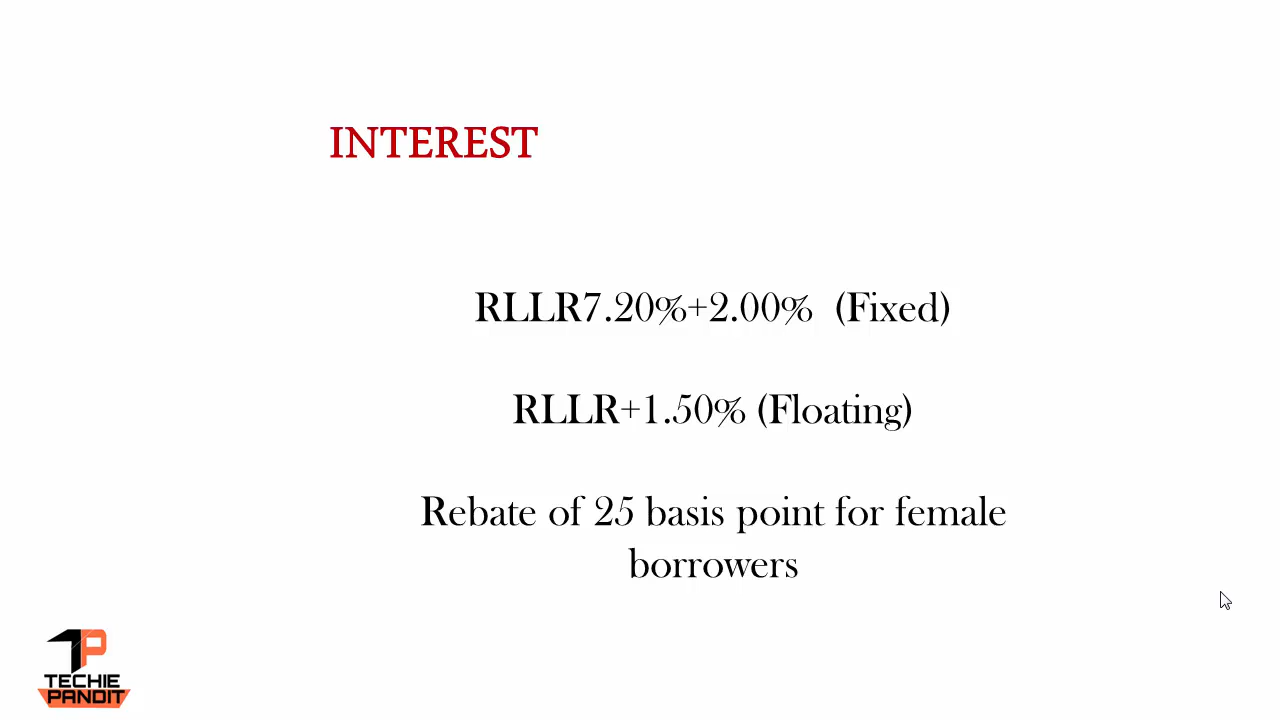 INTEREST
RLLR7.20%+2.00% (Fixed)
RLLR+1.50% (Floating)
Rebate of 25 basis point for female
borrowers
TP
TECHIE
PANDIT